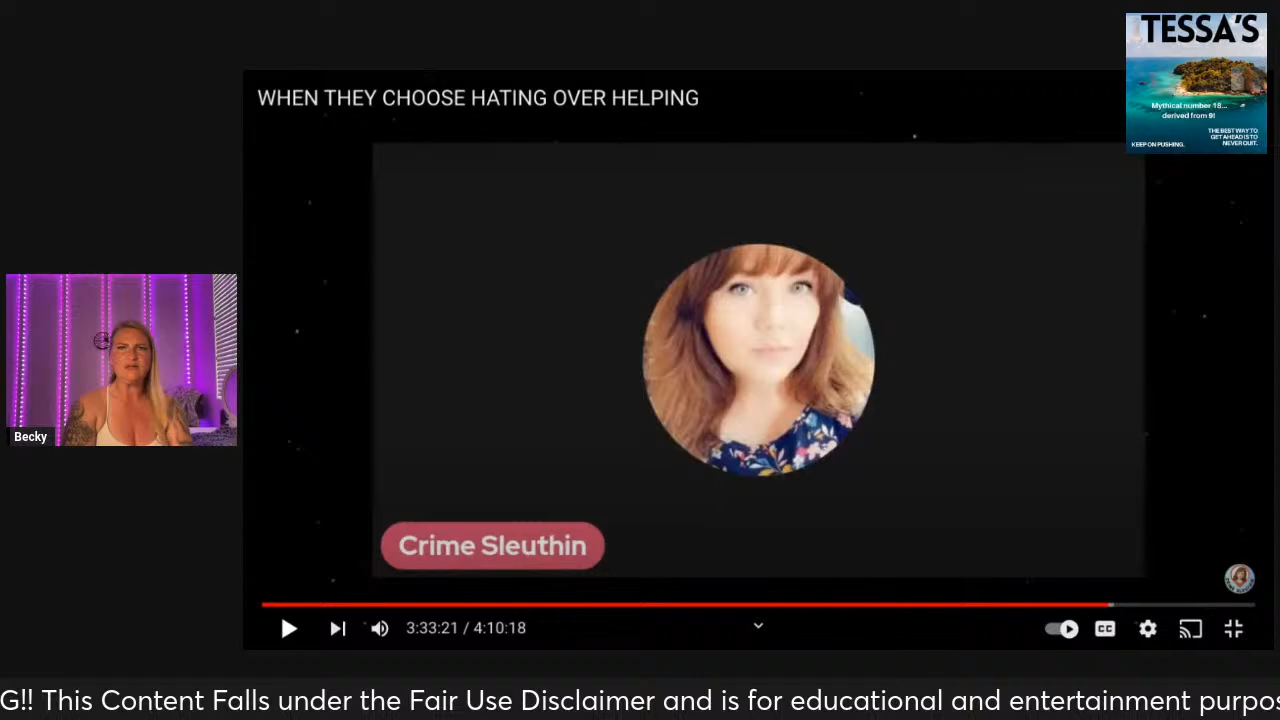 TESSA'S
Mythical number 18...
derived from 9!
THE BEST WAY TO
GET AHEAD IS TO
NEVER QUIT.
KEEP ON PUSHING.
WHEN THEY CHOOSE HATING OVER HELPING
Becky
Crime Sleuthin
3:33:21 / 4:10:18
CC
G!! This Content Falls under the Fair Use Disclaimer and is for educational and entertainment purpos